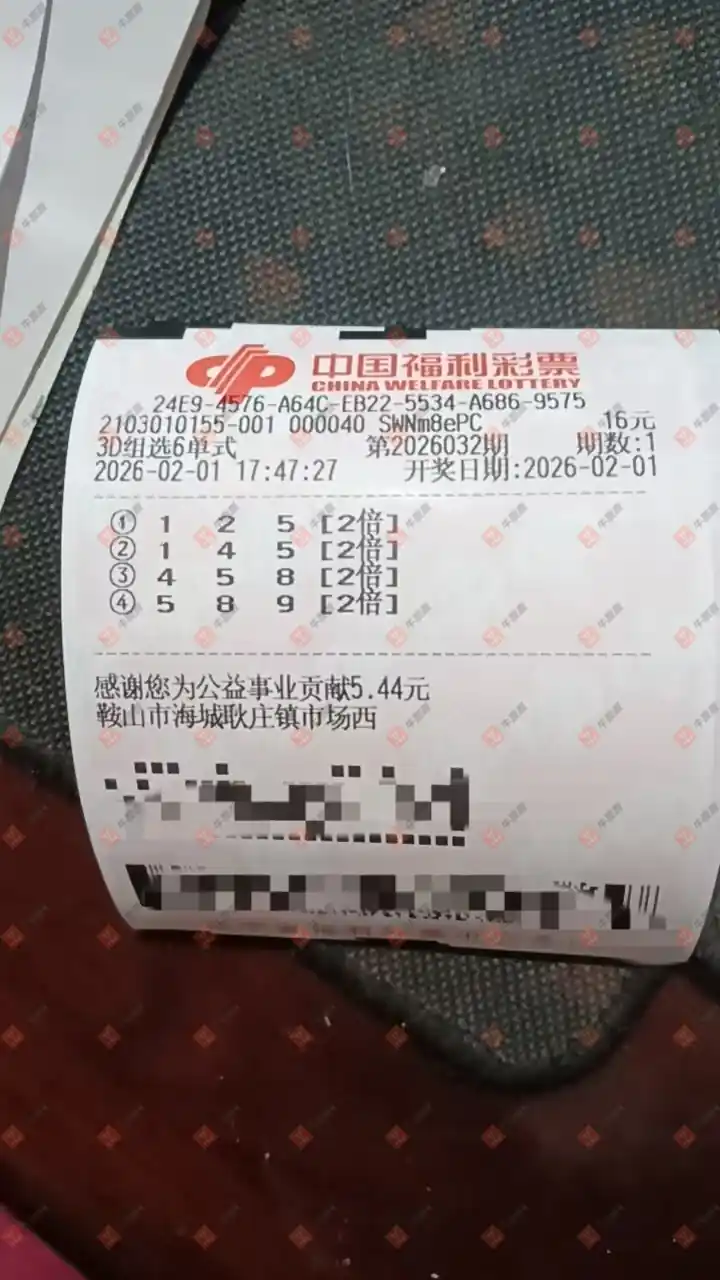 中国福利彩票
CHINA WELFARE LOTTERY
24E9-4576-A64C-EB22-5534-A686-9575
2103010155-001 000040 SWNm8ePC 16元
3D组选6单式 第2026032期 期数:1
2026-02-01 17:47:27 开奖日期:2026-02-01
① 1 2 5 [2倍]
② 1 4 5 [2倍]
③ 4 5 8 [2倍]
④ 5 8 9 [2倍]
感谢您为公益事业贡献5.44元
鞍山市海城耿庄镇市场西